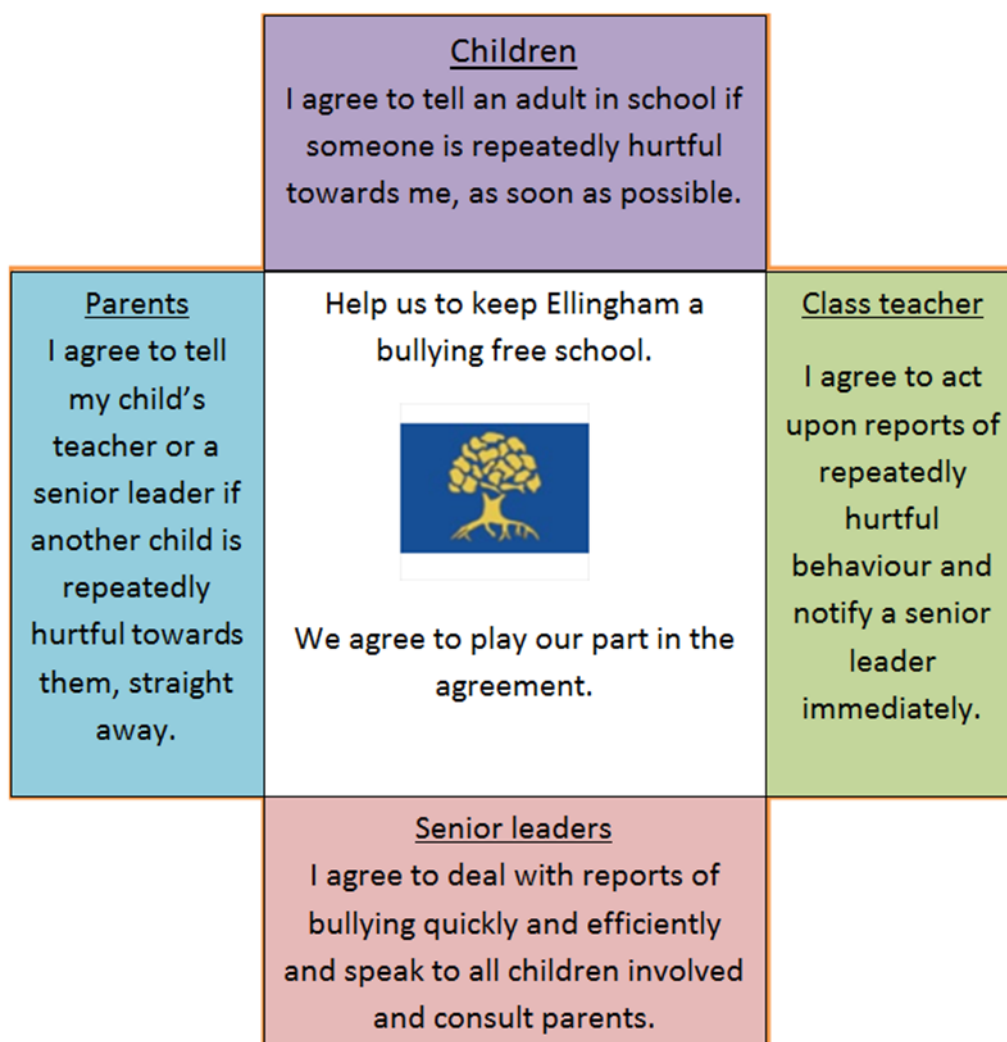 Children
I agree to tell an adult in school if
someone is repeatedly hurtful
towards me, as soon as possible.
Parents
I agree to tell
my child’s
teacher or a
senior leader if
another child is
repeatedly
hurtful towards
them, straight
away.
Help us to keep Ellingham a
bullying free school.
We agree to play our part in the
agreement.
Class teacher
I agree to act
upon reports of
repeatedly
hurtful
behaviour and
notify a senior
leader
immediately.
Senior leaders
I agree to deal with reports of
bullying quickly and efficiently
and speak to all children involved
and consult parents.